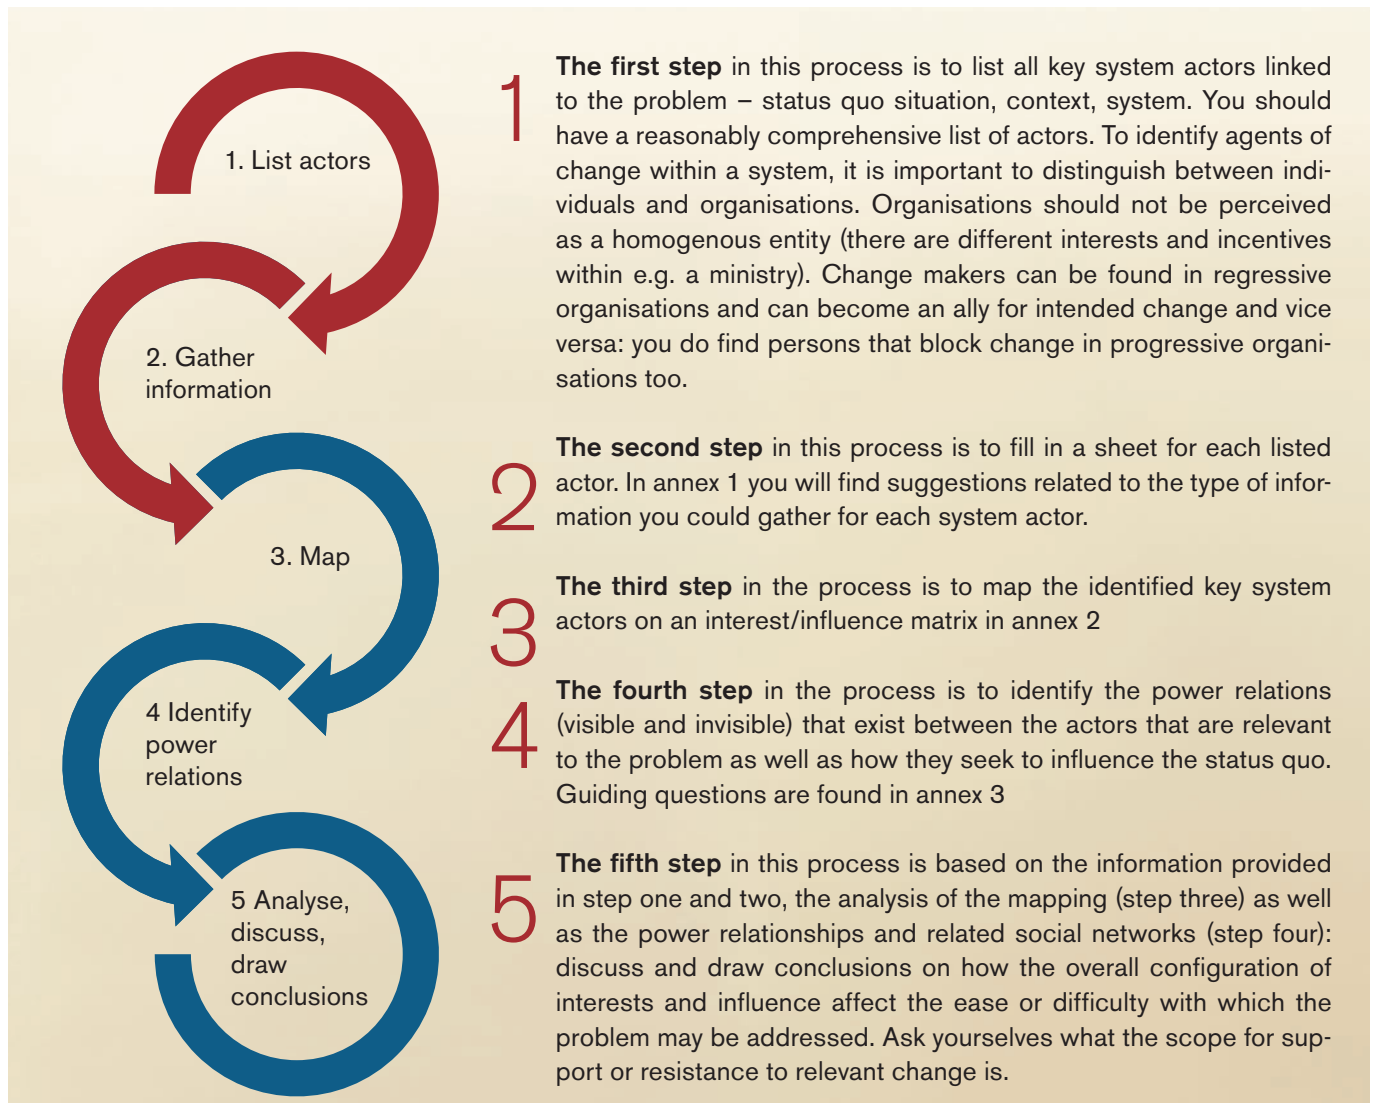 1. List actors
2. Gather
information
3. Map
4 Identify
power
relations
5 Analyse,
discuss,
draw
conclusions
1
The first step in this process is to list all key system actors linked
to the problem – status quo situation, context, system. You should
have a reasonably comprehensive list of actors. To identify agents of
change within a system, it is important to distinguish between indi-
viduals and organisations. Organisations should not be perceived
as a homogenous entity (there are different interests and incentives
within e.g. a ministry). Change makers can be found in regressive
organisations and can become an ally for intended change and vice
versa: you do find persons that block change in progressive organi-
sations too.
2
The second step in this process is to fill in a sheet for each listed
actor. In annex 1 you will find suggestions related to the type of infor-
mation you could gather for each system actor.
3
The third step in the process is to map the identified key system
actors on an interest/influence matrix in annex 2
4
The fourth step in the process is to identify the power relations
(visible and invisible) that exist between the actors that are relevant
to the problem as well as how they seek to influence the status quo.
Guiding questions are found in annex 3
5
The fifth step in this process is based on the information provided
in step one and two, the analysis of the mapping (step three) as well
as the power relationships and related social networks (step four):
discuss and draw conclusions on how the overall configuration of
interests and influence affect the ease or difficulty with which the
problem may be addressed. Ask yourselves what the scope for sup-
port or resistance to relevant change is.